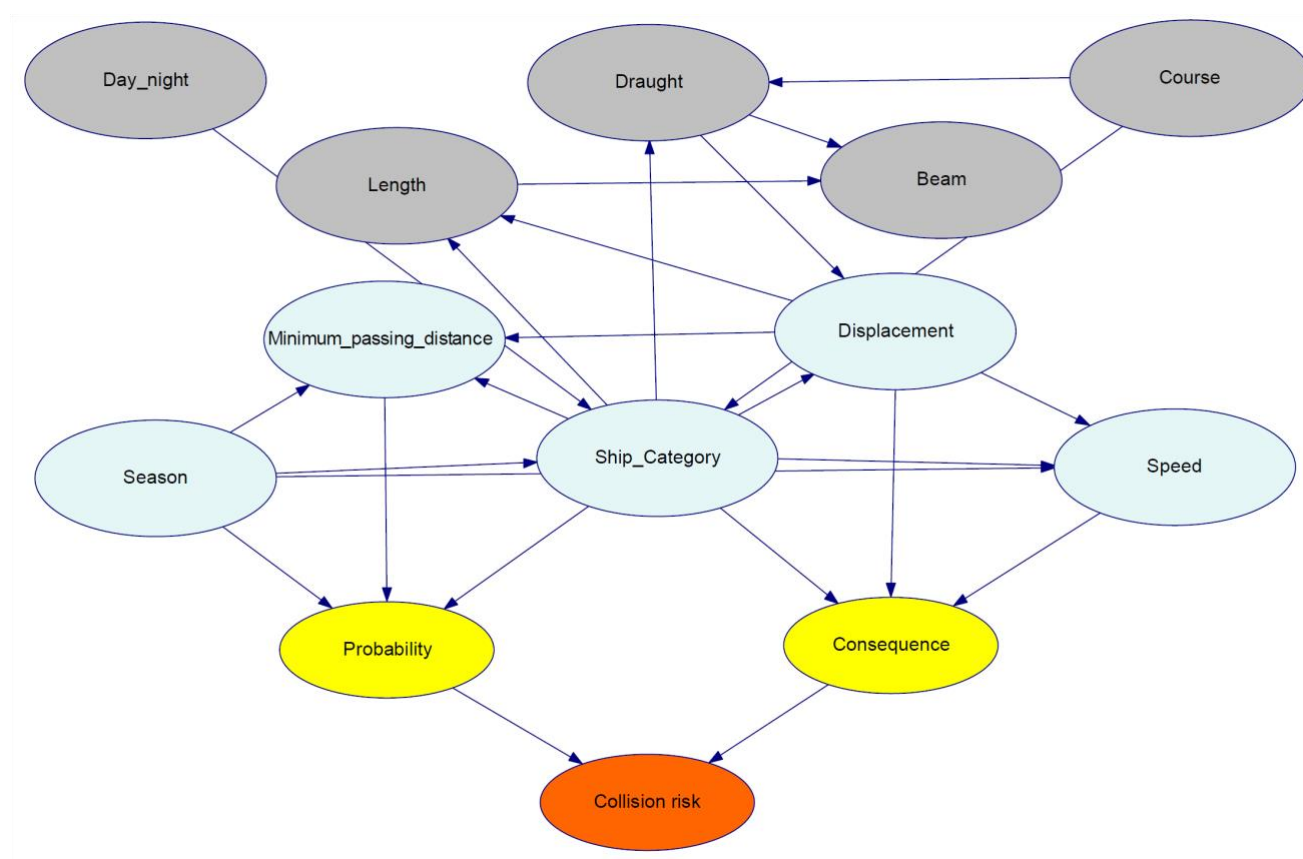 Day_night
Draught
Course
Length
Beam
Minimum_passing_distance
Displacement
Season
Ship_Category
Speed
Probability
Consequence
Collision risk